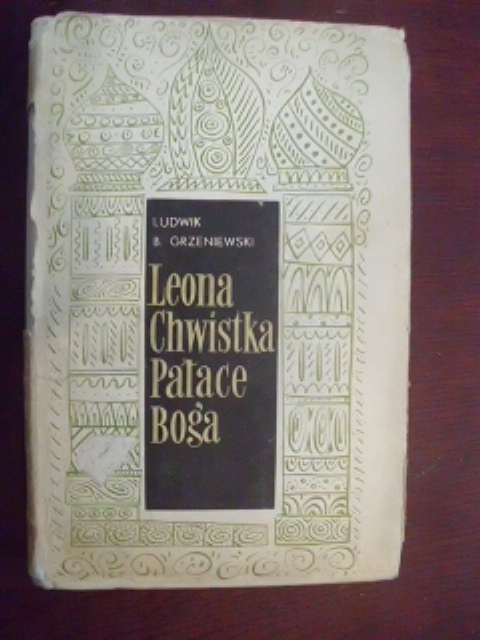 LUDWIK
B. GRZENIEWSKI
Leona
Chwistka
Pałace
Boga